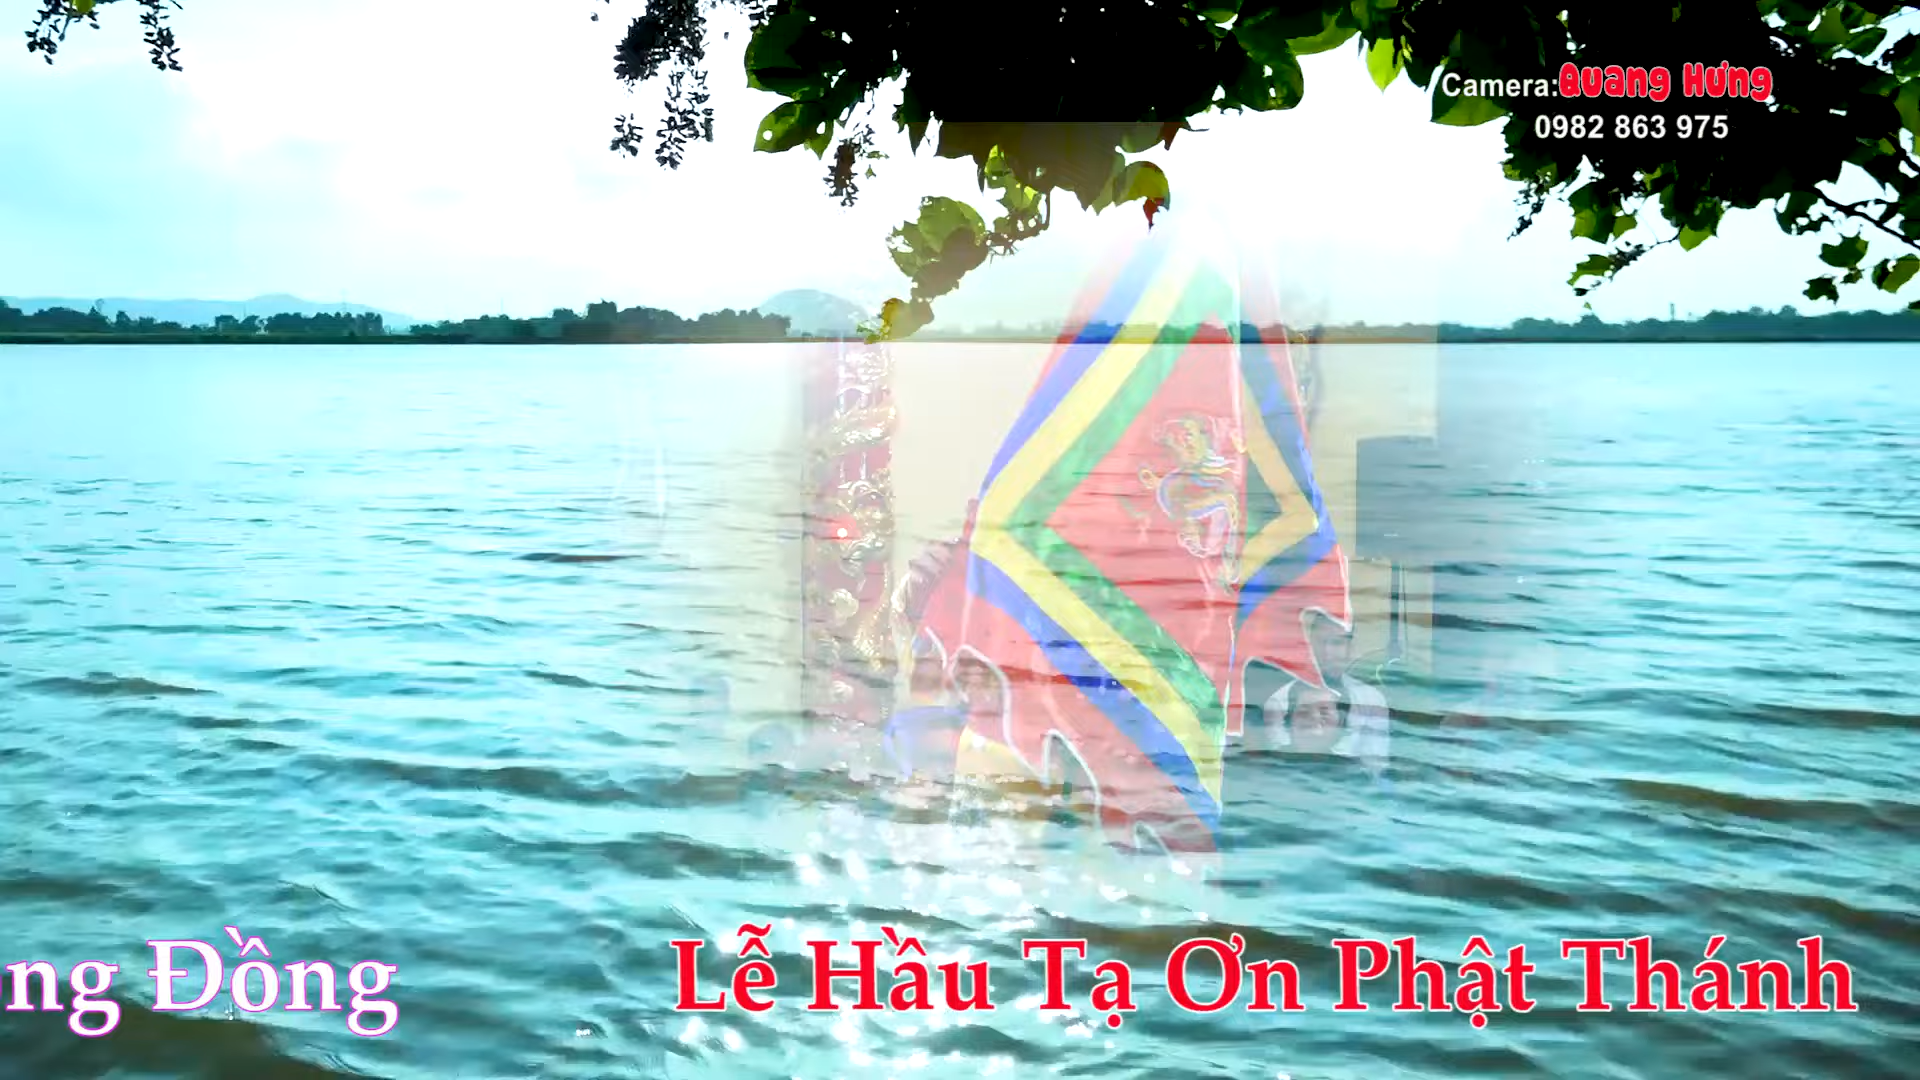 Camera:Quang Hưng
0982 863 975
ng Đồng
Lễ Hầu Tạ Ơn Phật Thánh